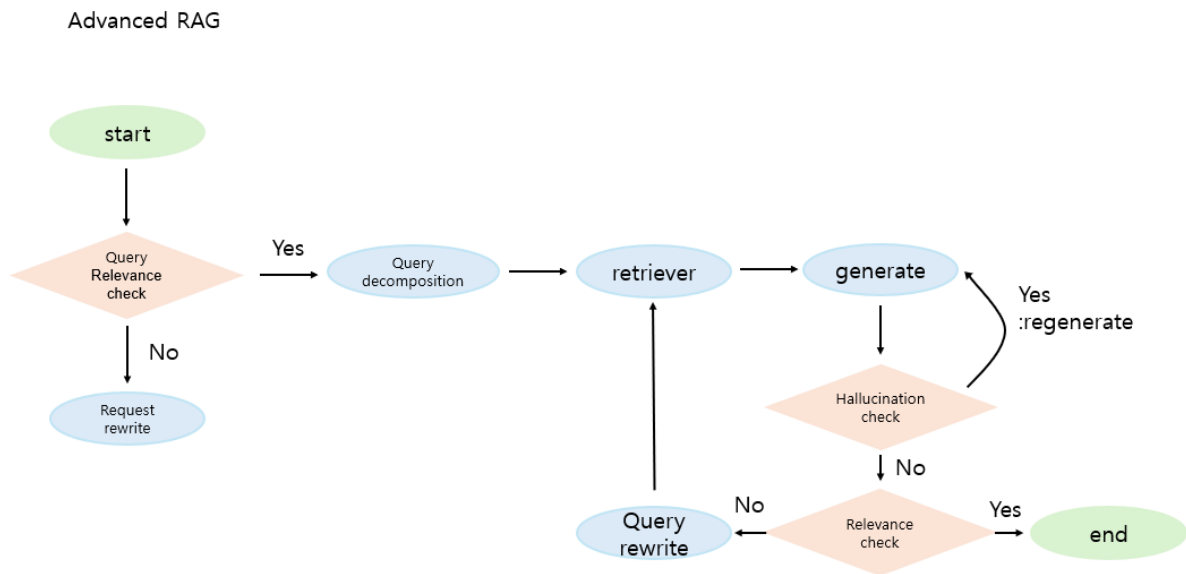 Advanced RAG
start
Query
Relevance
check
Yes
No
Request
rewrite
Query
decomposition
retriever
generate
Yes
:regenerate
Hallucination
check
No
Relevance
check
No
Query
rewrite
Yes
end